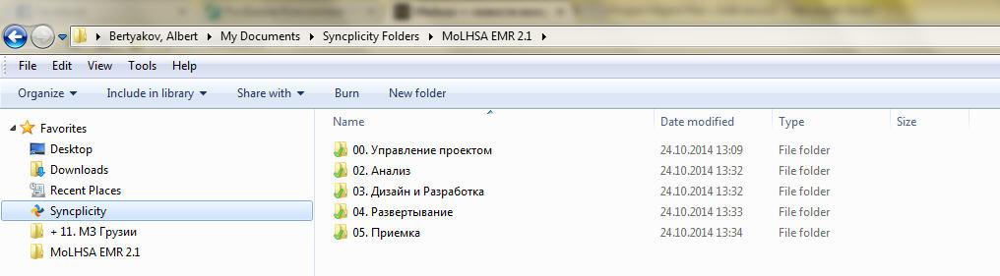 Bertyakov, Albert ▸ My Documents ▸ Syncplicity Folders ▸ MoLHSA EMR 2.1 ▸
File Edit View Tools Help
Organize Include in library Share with Burn New folder
Name Date modified Type Size
Favorites
Desktop
Downloads
Recent Places
Syncplicity
+ 11. МЗ Грузии
MoLHSA EMR 2.1
00. Управление проектом 24.10.2014 13:09 File folder
02. Анализ 24.10.2014 13:32 File folder
03. Дизайн и Разработка 24.10.2014 13:32 File folder
04. Развертывание 24.10.2014 13:33 File folder
05. Приемка 24.10.2014 13:34 File folder